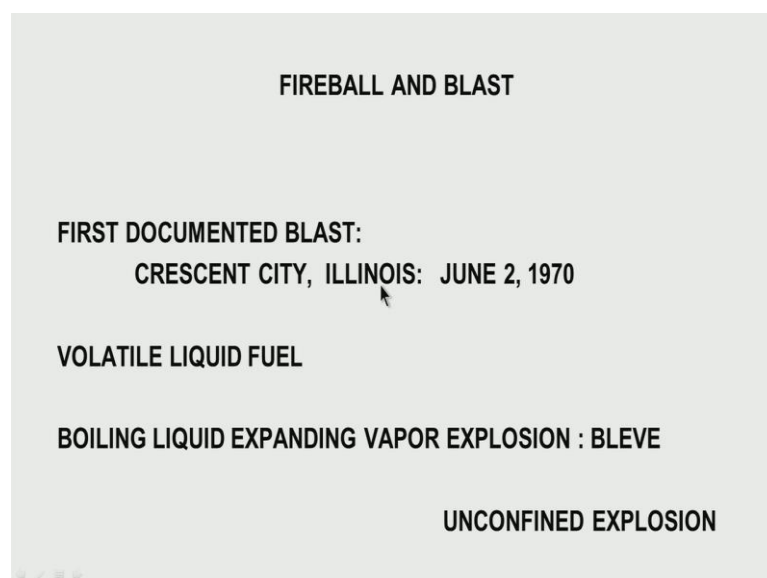 FIREBALL AND BLAST
FIRST DOCUMENTED BLAST:
CRESCENT CITY, ILLINOIS: JUNE 2, 1970
VOLATILE LIQUID FUEL
BOILING LIQUID EXPANDING VAPOR EXPLOSION : BLEVE
UNCONFINED EXPLOSION